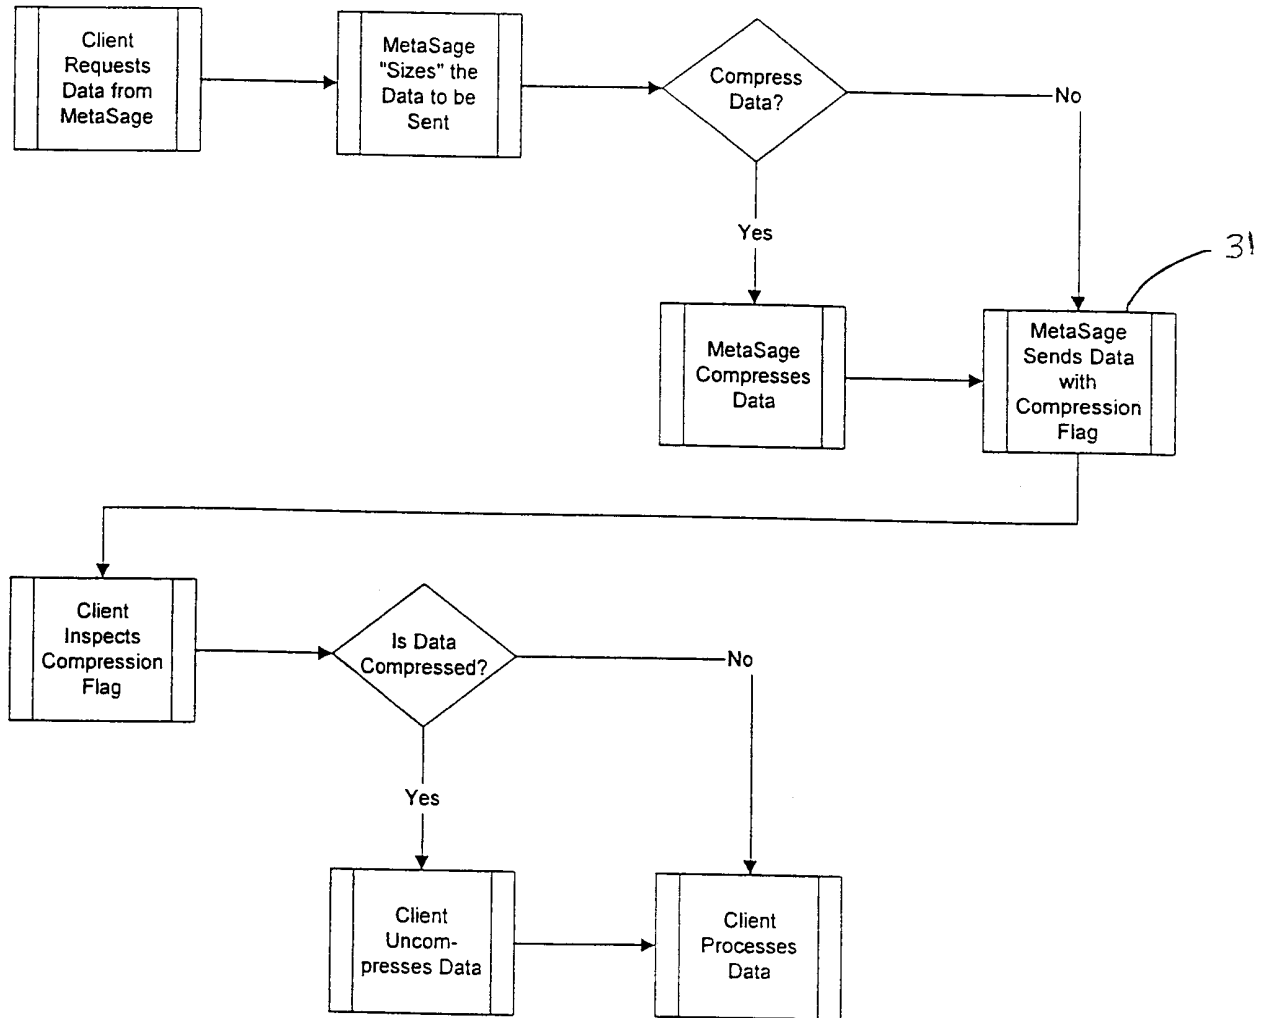 Client
Requests
Data from
MetaSage
MetaSage
"Sizes" the
Data to be
Sent
Compress
Data?
No
Yes
31
MetaSage
Compresses
Data
MetaSage
Sends Data
with
Compression
Flag
Client
Inspects
Compression
Flag
Is Data
Compressed?
No
Yes
Client
Uncom-
presses Data
Client
Processes
Data